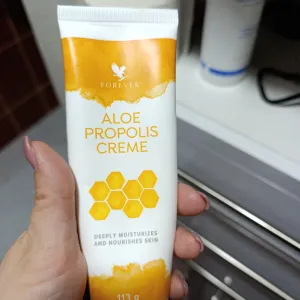 FOREVER
ALOE
PROPOLIS
CREME
DEEPLY MOISTURIZES
AND NOURISHES SKIN
113 g